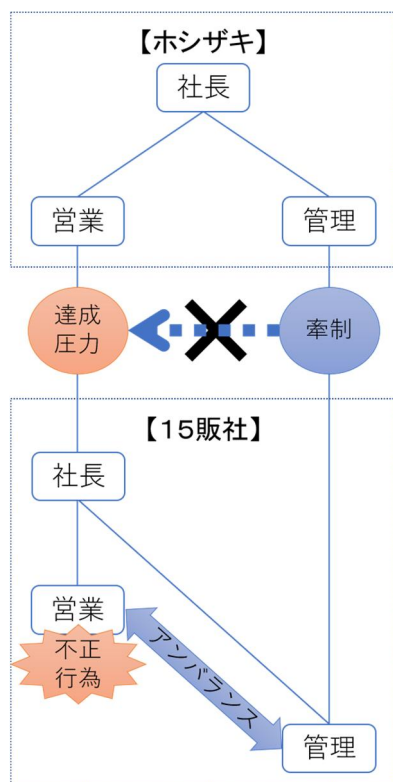 【ホシザキ】
社長
営業
管理
達成
圧力
牽制
【15販社】
社長
営業
不正
行為
アンバランス
管理